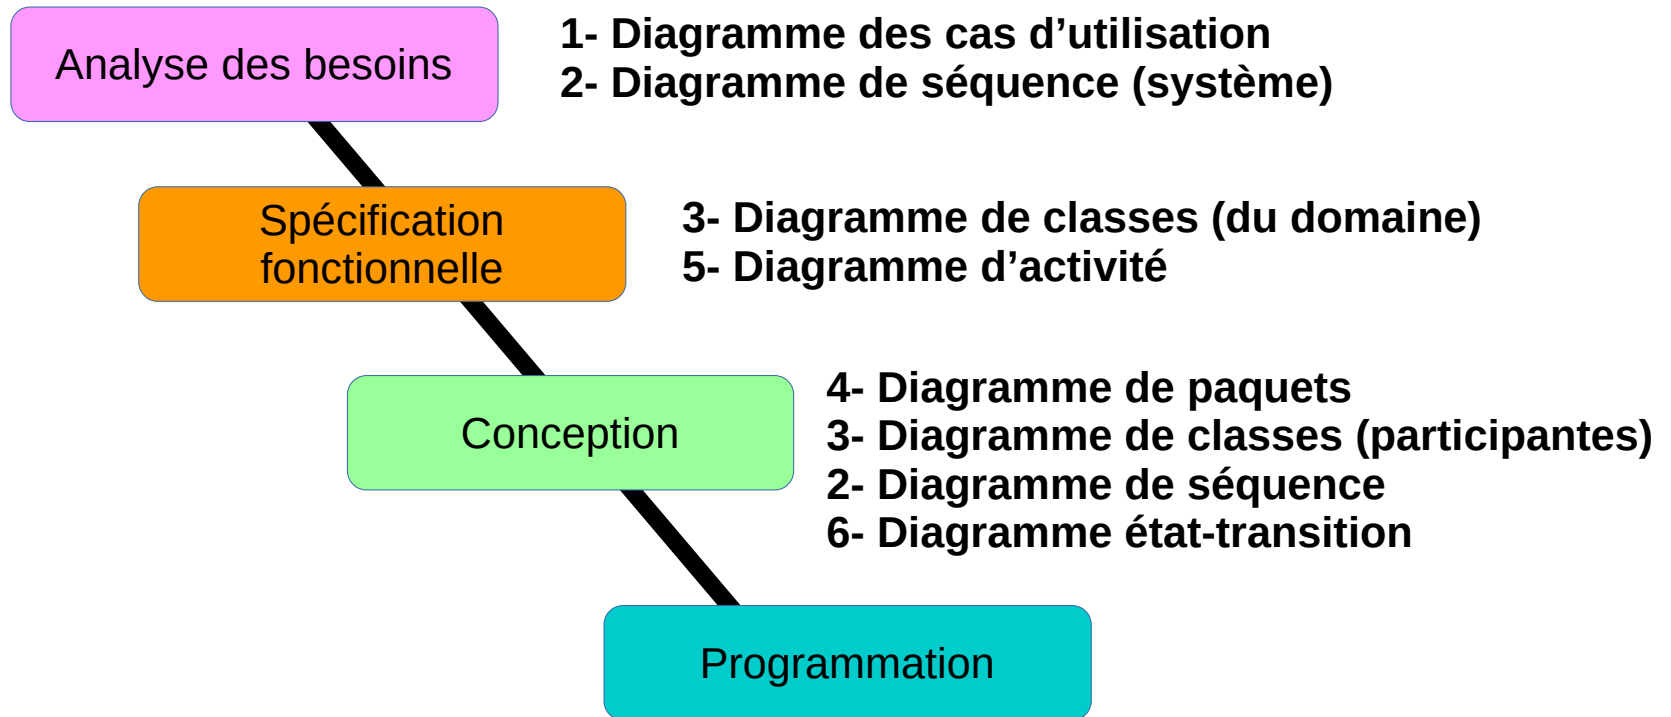 Analyse des besoins
1- Diagramme des cas d’utilisation
2- Diagramme de séquence (système)
Spécification
fonctionnelle
3- Diagramme de classes (du domaine)
5- Diagramme d’activité
Conception
4- Diagramme de paquets
3- Diagramme de classes (participantes)
2- Diagramme de séquence
6- Diagramme état-transition
Programmation